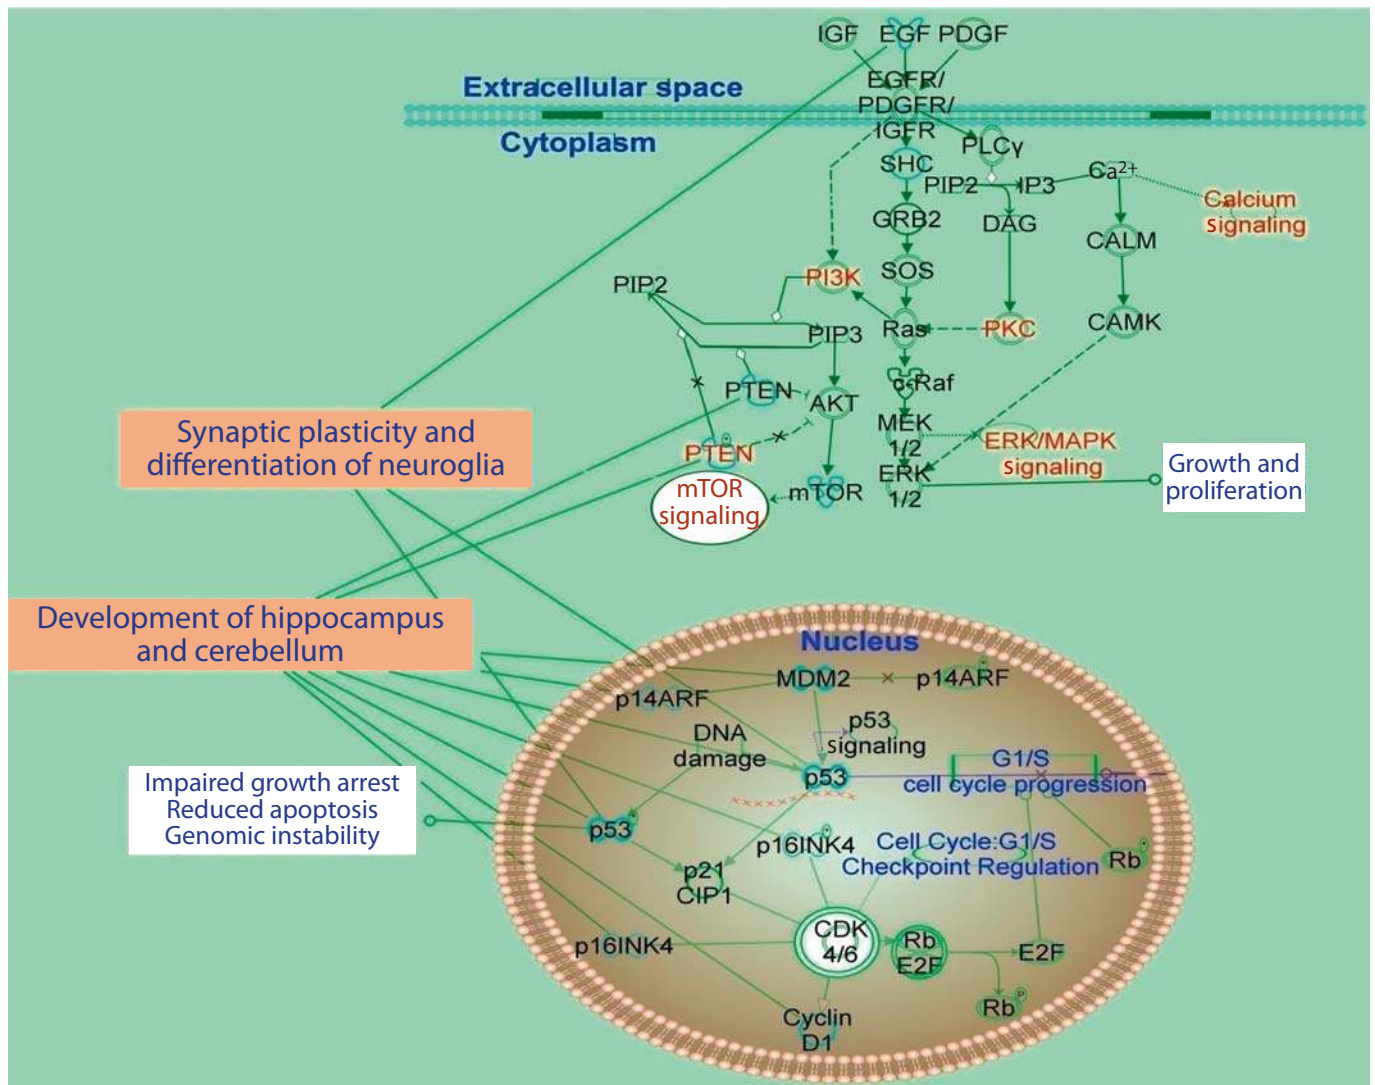 IGF EGF PDGF
EGFR/
PDGFR/
IGFR
Extracellular space
Cytoplasm
SHC
PLCγ
PIP2
IP3
Ca2+
Calcium
signaling
GRB2
DAG
CALM
PI3K
SOS
PIP2
PIP3
Ras
PKC
CAMK
PTEN
AKT
c-Raf
MEK
1/2
ERK/MAPK
signaling
PTEN
ERK
1/2
Growth and
proliferation
mTOR
signaling
mTOR
Synaptic plasticity and
differentiation of neuroglia
Development of hippocampus
and cerebellum
Impaired growth arrest
Reduced apoptosis
Genomic instability
Nucleus
MDM2
p14ARF
p14ARF
DNA
damage
p53
signaling
p53
G1/S
cell cycle progression
p53
p16INK4
Cell Cycle:G1/S
Checkpoint Regulation
Rb
p21
CIP1
CDK
4/6
Rb
E2F
E2F
p16INK4
Rb
P
Cyclin
D1